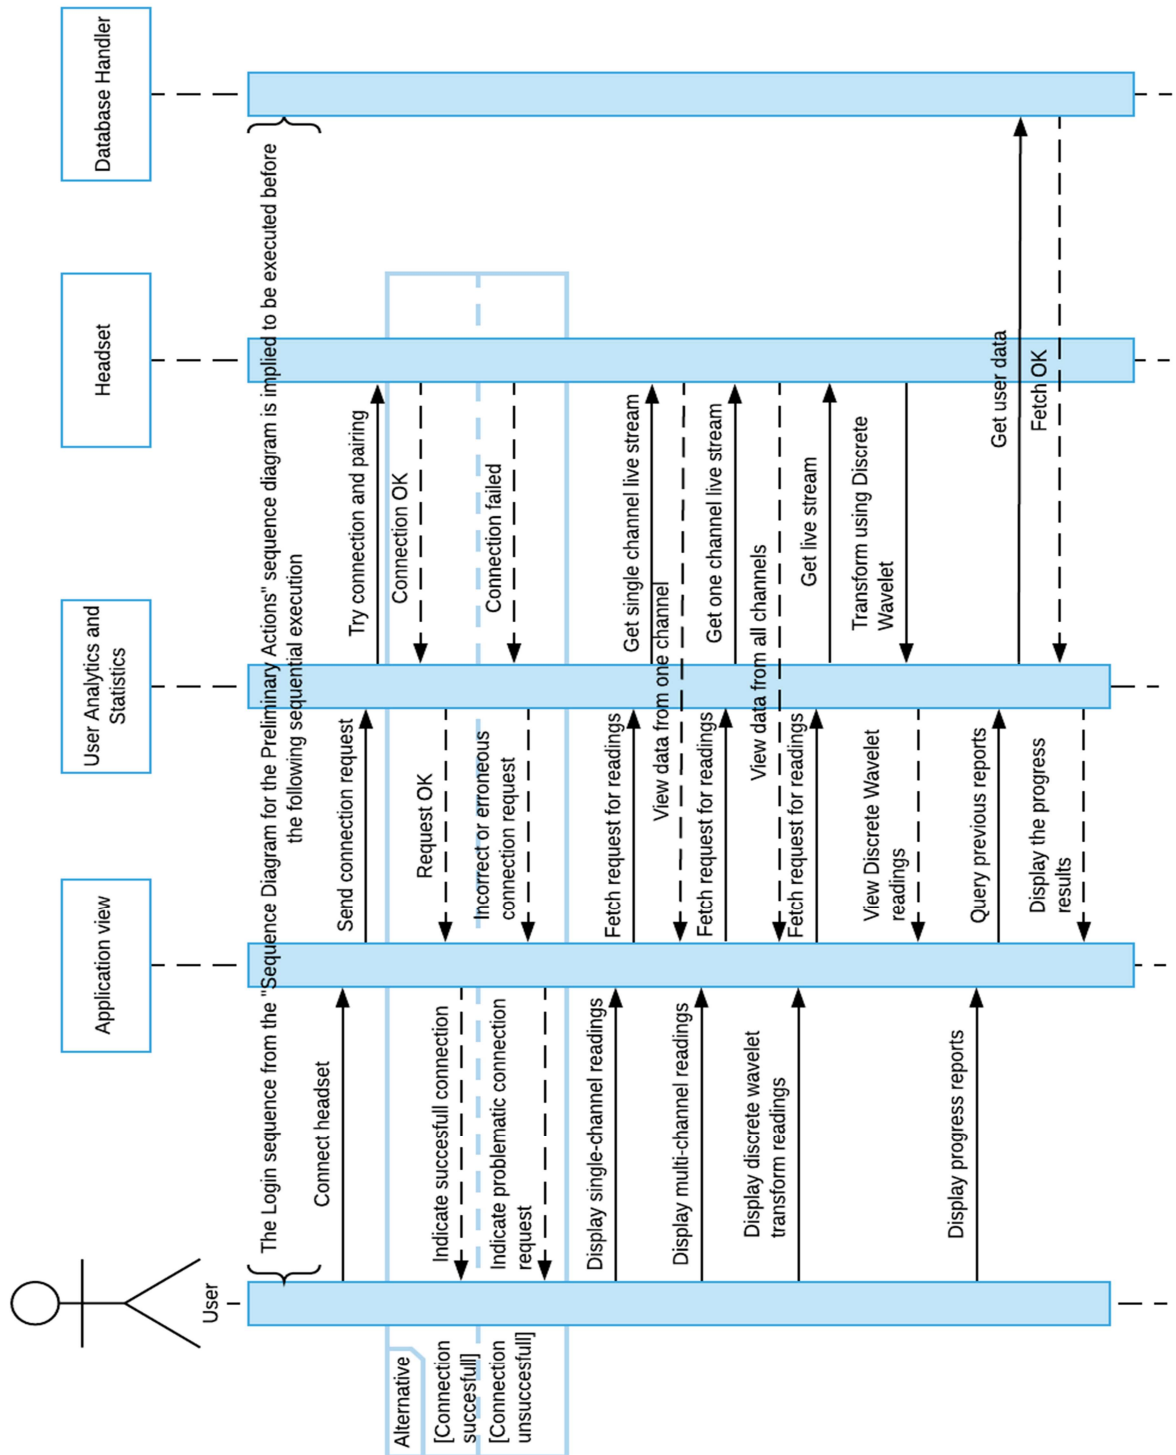 User
Application view
User Analytics and
Statistics
Headset
Database Handler
The Login sequence from the "Sequence Diagram for the Preliminary Actions" sequence diagram is implied to be executed before
the following sequential execution
Connect headset
Send connection request
Try connection and pairing
Alternative
[Connection
succesfull]
Connection OK
Request OK
Indicate succesfull connection
[Connection
unsuccesfull]
Connection failed
Incorrect or erroneous
connection request
Indicate problematic connection
request
Display single-channel readings
Fetch request for readings
Get single channel live stream
View data from one channel
Display multi-channel readings
Fetch request for readings
Get one channel live stream
View data from all channels
Display discrete wavelet
transform readings
Fetch request for readings
Get live stream
Transform using Discrete
Wavelet
View Discrete Wavelet
readings
Display progress reports
Query previous reports
Get user data
Fetch OK
Display the progress
results